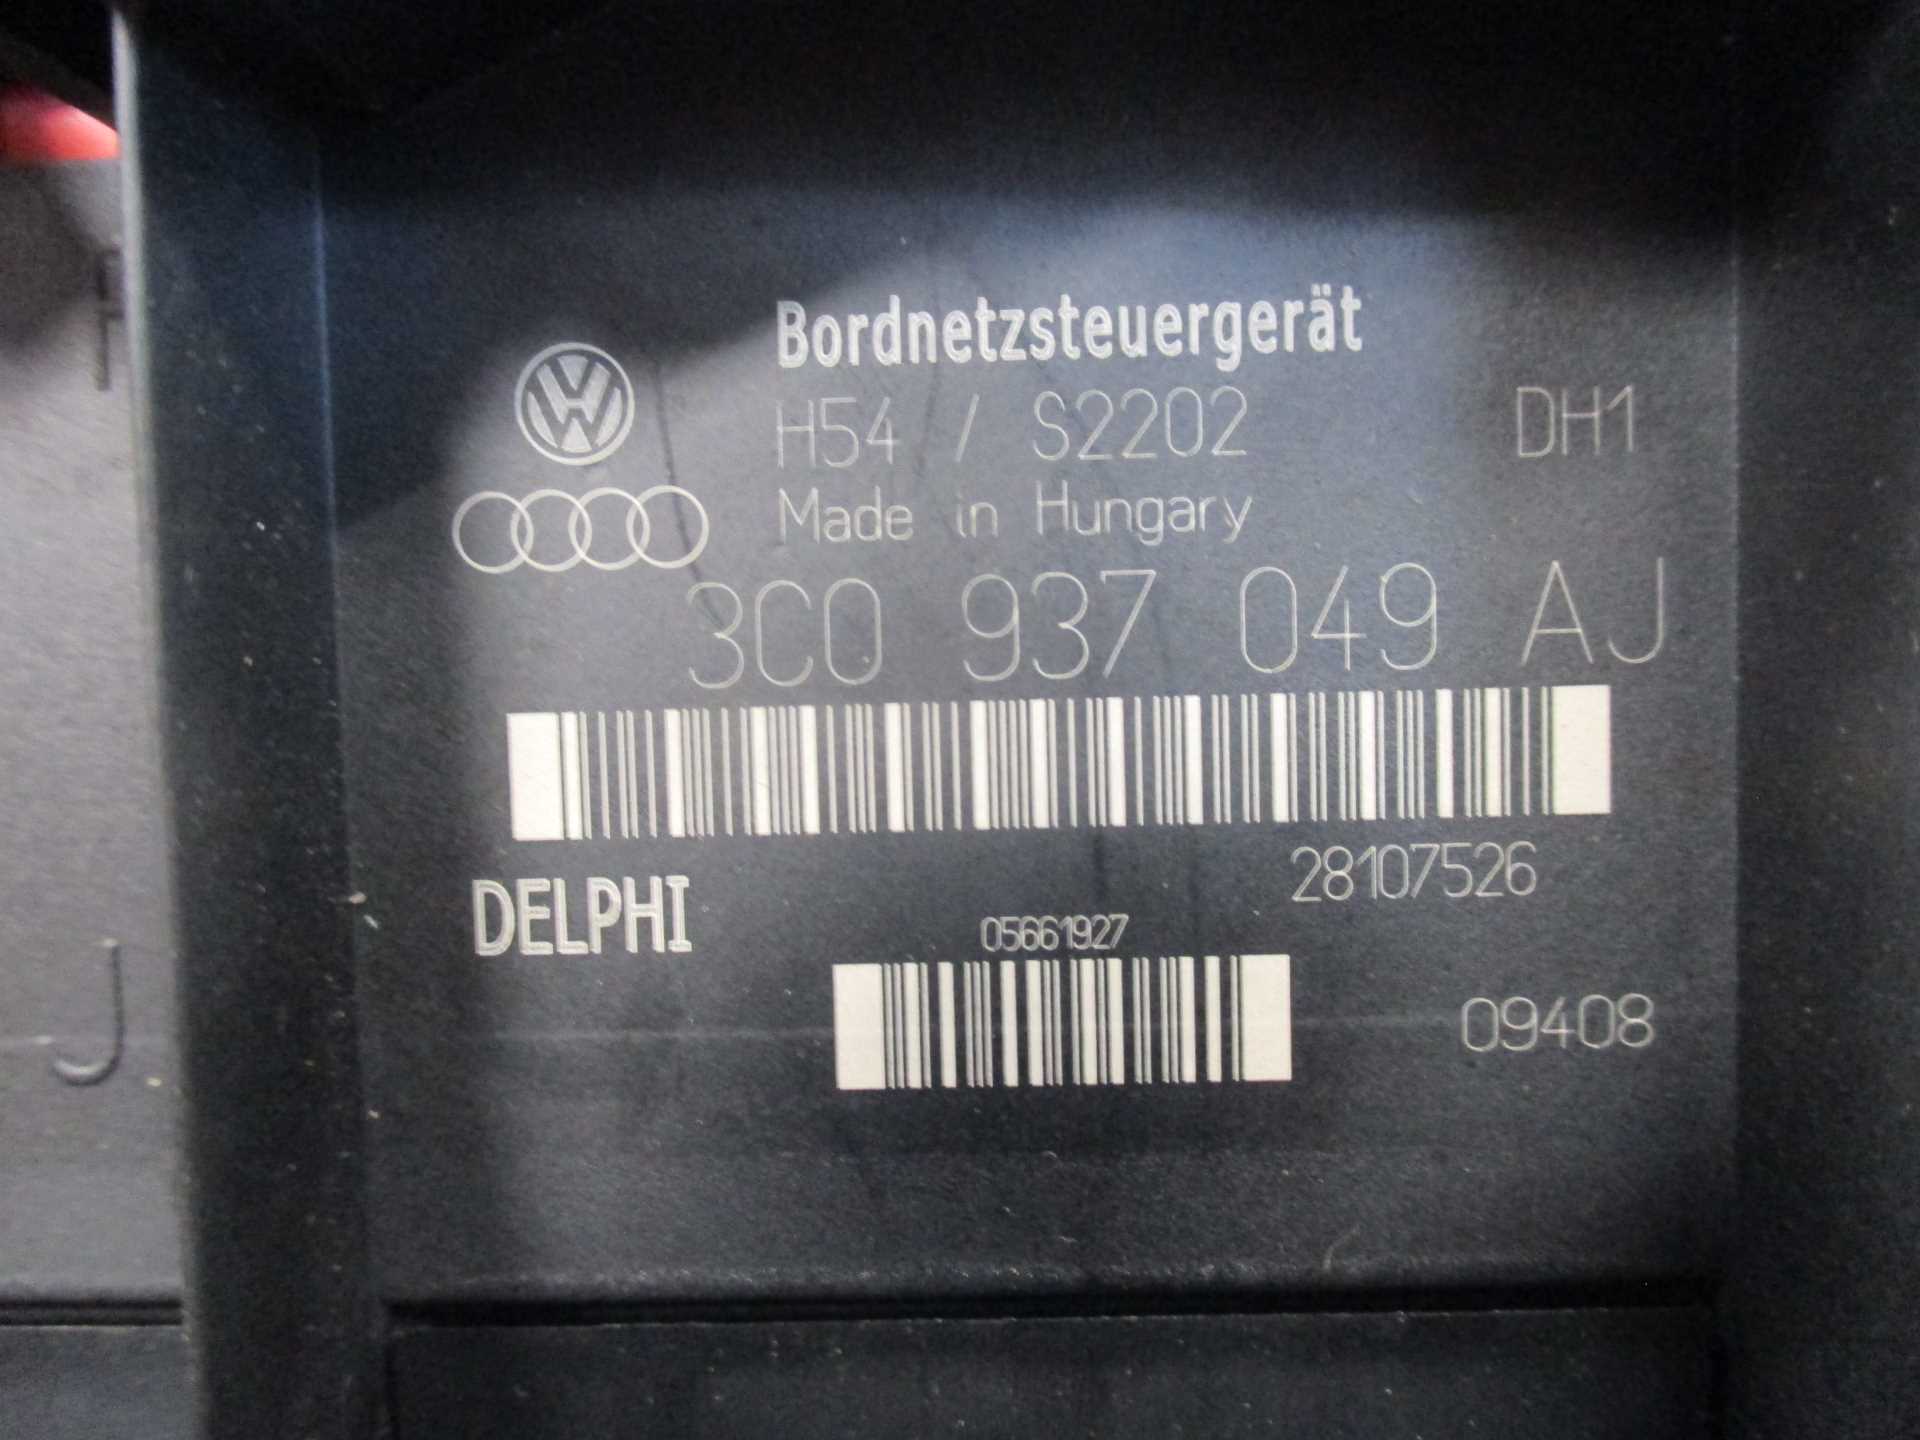 Bordnetzsteuergerät
H54 / S2202 DH1
Made in Hungary
3C0 937 049 AJ
28107526
DELPHI
05661927
09408
J